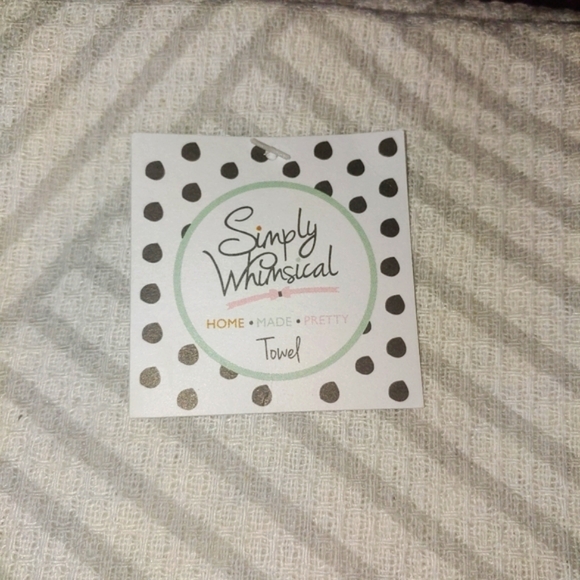 Simply
Whimsical
HOME • MADE • PRETTY
Towel